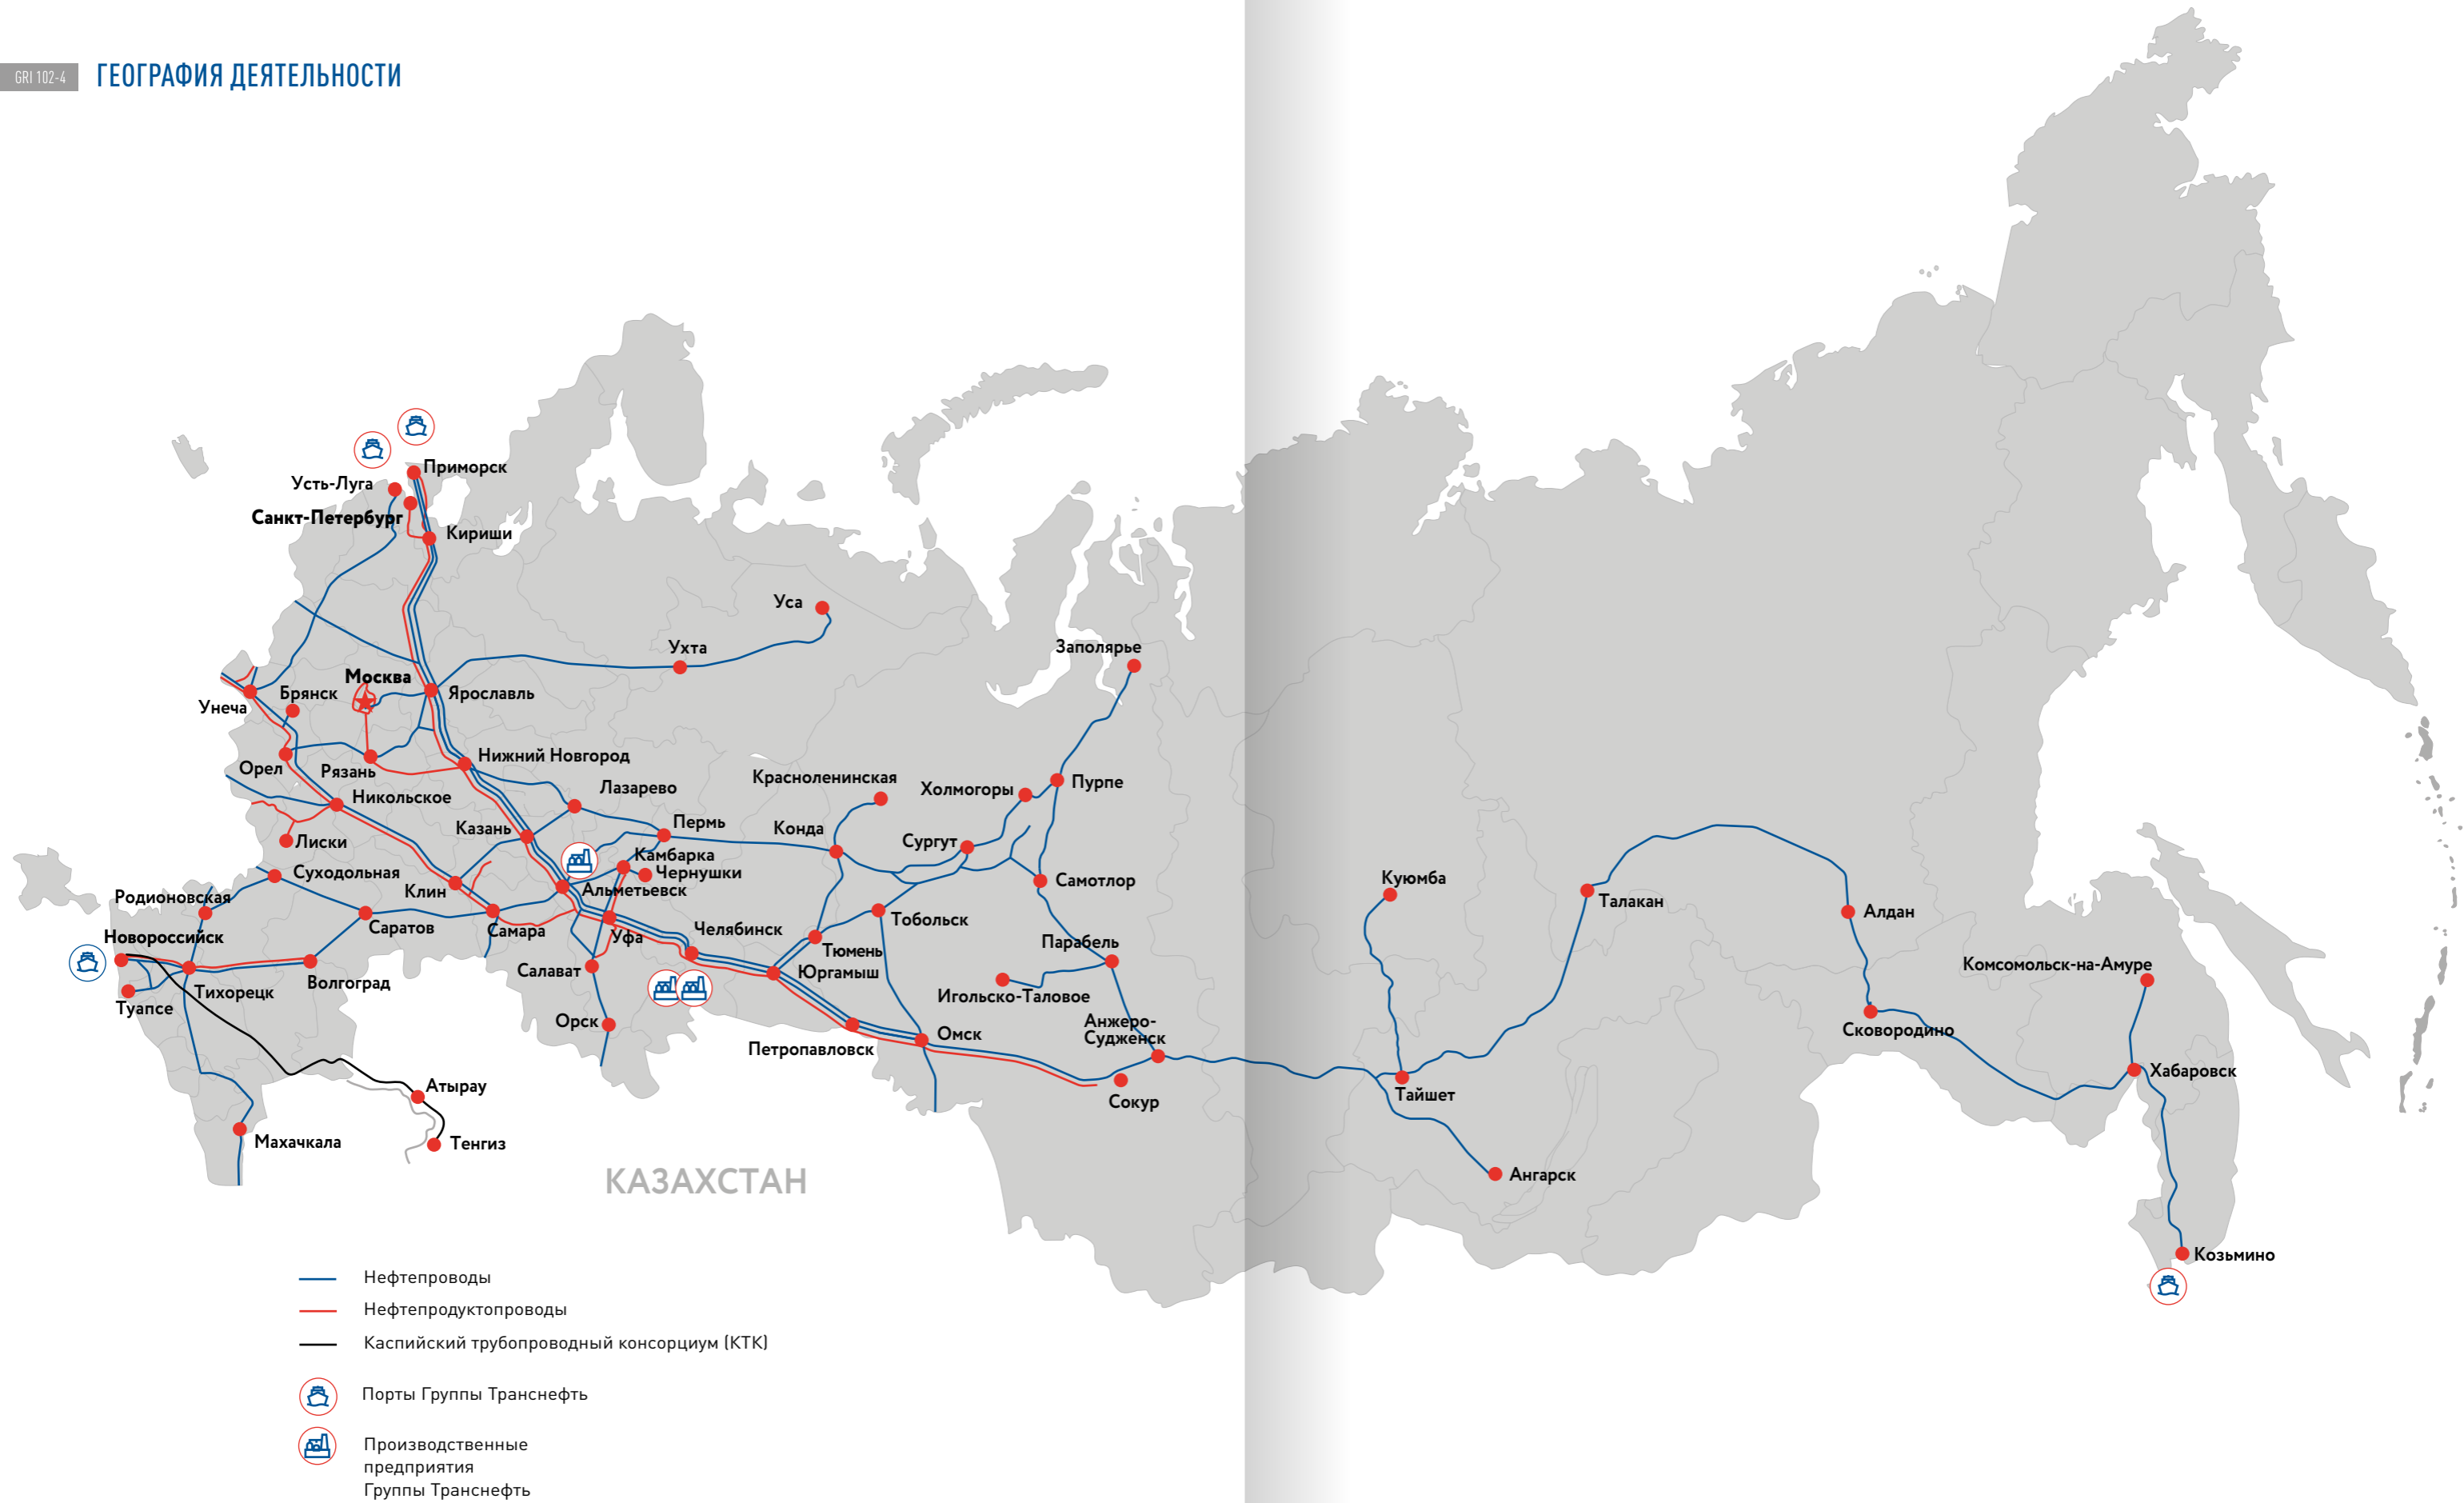 GRI 102-4
ГЕОГРАФИЯ ДЕЯТЕЛЬНОСТИ
Приморск
Усть-Луга
Санкт-Петербург
Кириши
Уса
Ухта
Заполярье
Москва
Брянск
Ярославль
Унеча
Нижний Новгород
Орел
Рязань
Лазарево
Красноленинская
Холмогоры
Пурпе
Никольское
Казань
Пермь
Конда
Сургут
Лиски
Камбарка
Чернушки
Суходольная
Клин
Альметьевск
Самотлор
Куюмба
Талакан
Алдан
Родионовская
Саратов
Самара
Уфа
Челябинск
Тобольск
Новороссийск
Парабель
Тюмень
Юргамыш
Салават
Волгоград
Тихорецк
Туапсе
Игольско-Таловое
Комсомольск-на-Амуре
Орск
Петропавловск
Омск
Анжеро-
Судженск
Сковородино
Хабаровск
Атырау
Сокур
Тайшет
Махачкала
Тенгиз
КАЗАХСТАН
Ангарск
Козьмино
Нефтепроводы
Нефтепродуктопроводы
Каспийский трубопроводный консорциум (КТК)
Порты Группы Транснефть
Производственные
предприятия
Группы Транснефть